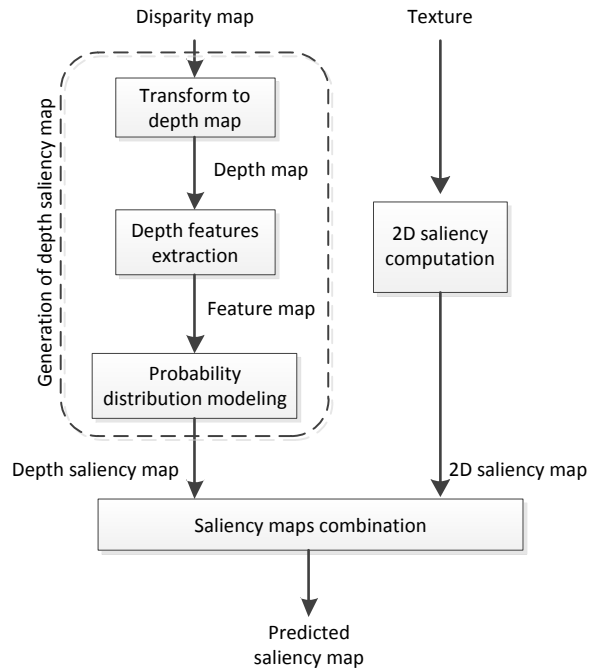 Disparity map
Texture
Generation of depth saliency map
Transform to
depth map
Depth map
Depth features
extraction
2D saliency
computation
Feature map
Probability
distribution modeling
Depth saliency map
2D saliency map
Saliency maps combination
Predicted
saliency map